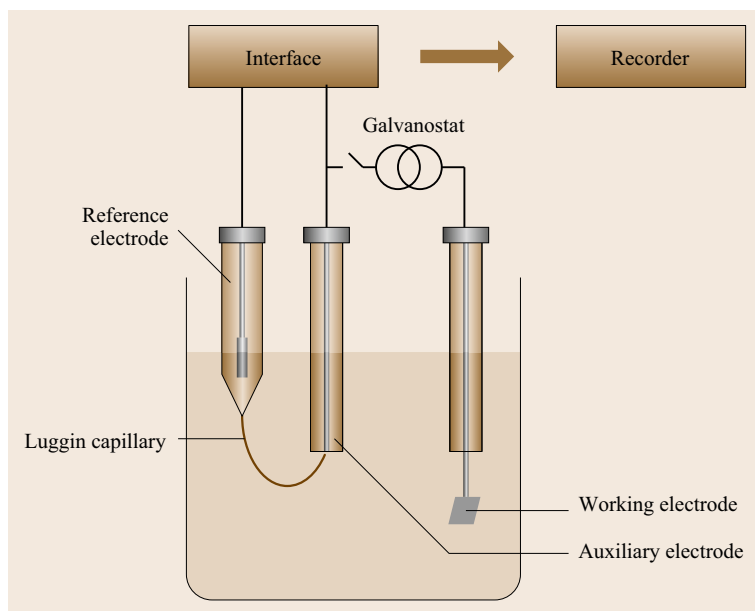 Interface
Recorder
Galvanostat
Reference
electrode
Luggin capillary
Working electrode
Auxiliary electrode